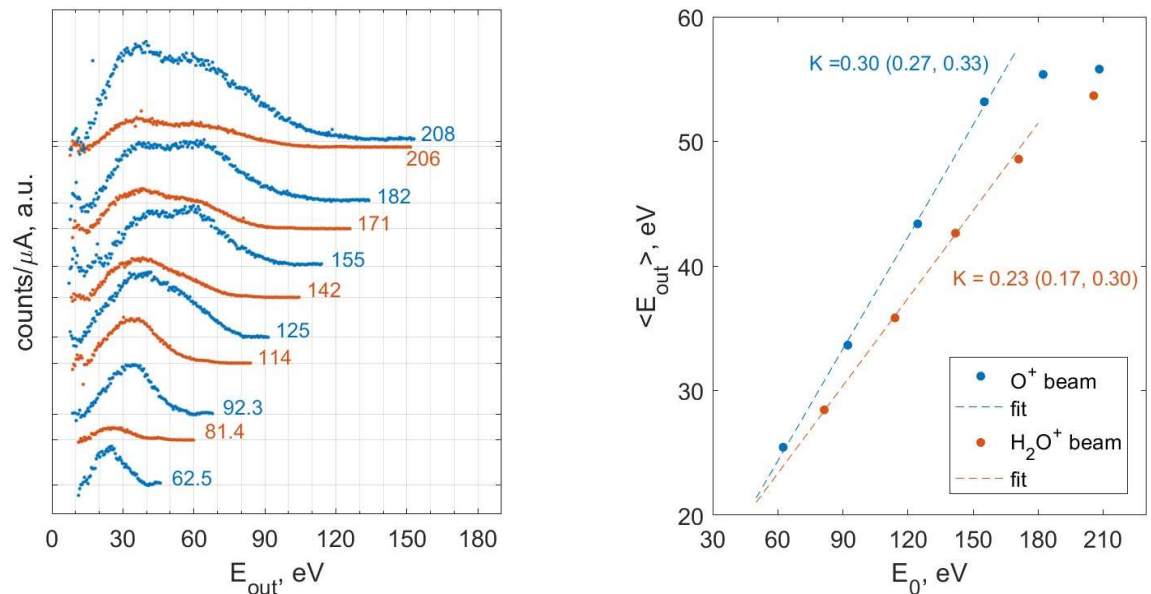 counts/μA, a.u.
208
206
182
171
155
142
125
114
92.3
81.4
62.5
0 30 60 90 120 150 180
E_out, eV
<E_out>, eV
60
50
40
30
20
K =0.30 (0.27, 0.33)
K = 0.23 (0.17, 0.30)
O⁺ beam
fit
H₂O⁺ beam
fit
30 60 90 120 150 180 210
E₀, eV